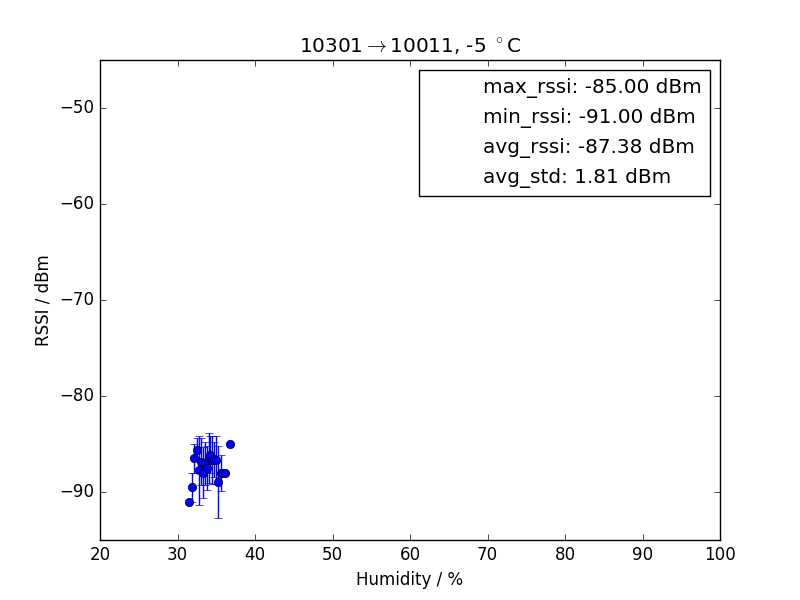 10301→10011, -5 °C
max_rssi: -85.00 dBm
min_rssi: -91.00 dBm
avg_rssi: -87.38 dBm
avg_std: 1.81 dBm
RSSI / dBm
−50
−60
−70
−80
−90
20 30 40 50 60 70 80 90 100
Humidity / %